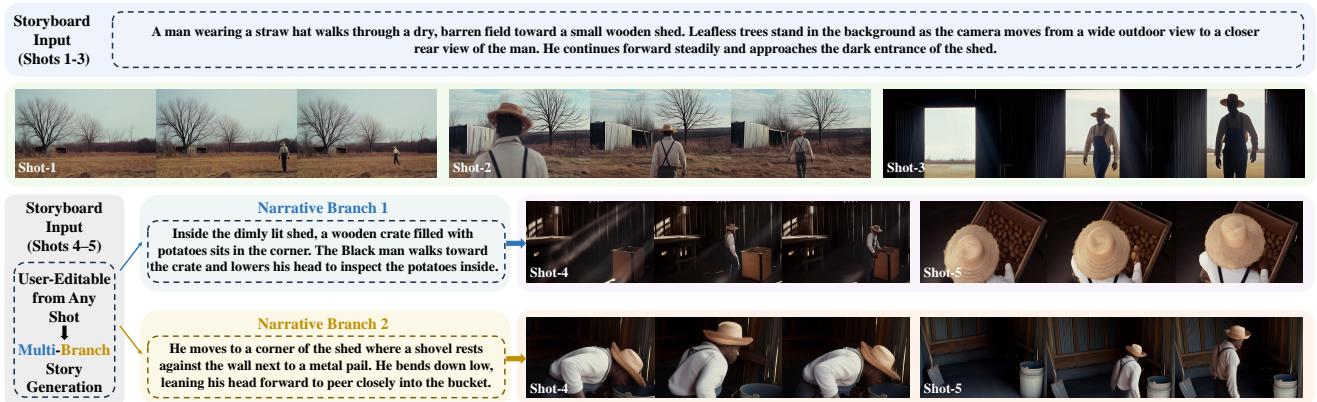 Storyboard
Input
(Shots 1-3)
A man wearing a straw hat walks through a dry, barren field toward a small wooden shed. Leafless trees stand in the background as the camera moves from a wide outdoor view to a closer
rear view of the man. He continues forward steadily and approaches the dark entrance of the shed.
Shot-1
Shot-2
Shot-3
Storyboard
Input
(Shots 4–5)
User-Editable
from Any
Shot
Multi-Branch
Story
Generation
Narrative Branch 1
Inside the dimly lit shed, a wooden crate filled with
potatoes sits in the corner. The Black man walks toward
the crate and lowers his head to inspect the potatoes inside.
Shot-4
Shot-5
Narrative Branch 2
He moves to a corner of the shed where a shovel rests
against the wall next to a metal pail. He bends down low,
leaning his head forward to peer closely into the bucket.
Shot-4
Shot-5